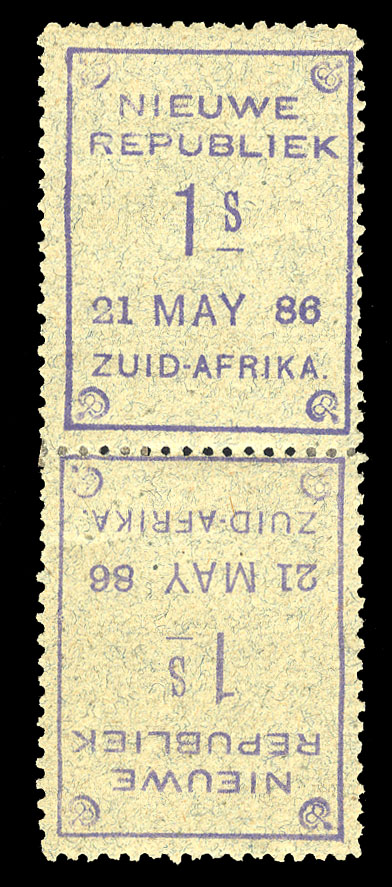 NIEUWE
REPUBLIEK
1s
21 MAY 86
ZUID-AFRIKA.
ZUID-AFRIKA.
21 MAY 86
1s
NIEUWE
REPUBLIEK